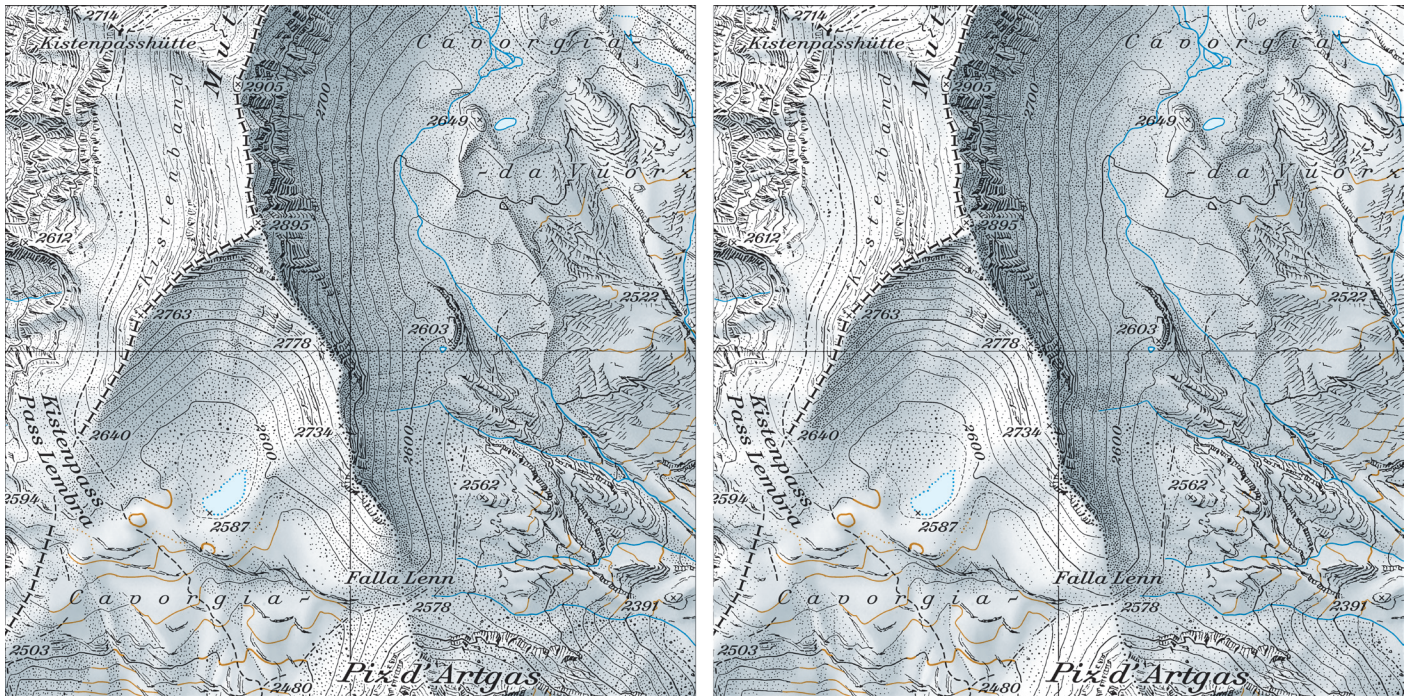 2714
Kistenpasshütte
Mut
Cavorgia~
2905
Kistenband
2700
2649
~da Vuorz
2895
2612
2763
2778
2603
2522
Kistenpass
Pass Lembra
2640
2734
2600
2600
2594
2562
2587
Falla Lenn
Cavorgia~
2578
2391
2503
Piz d'Artgas
2480
2714
Kistenpasshütte
Mut
Cavorgia~
2905
Kistenband
2700
2649
~da Vuorz
2895
2612
2763
2778
2603
2522
Kistenpass
Pass Lembra
2640
2734
2600
2600
2594
2562
2587
Falla Lenn
Cavorgia~
2578
2391
2503
Piz d'Artgas
2480